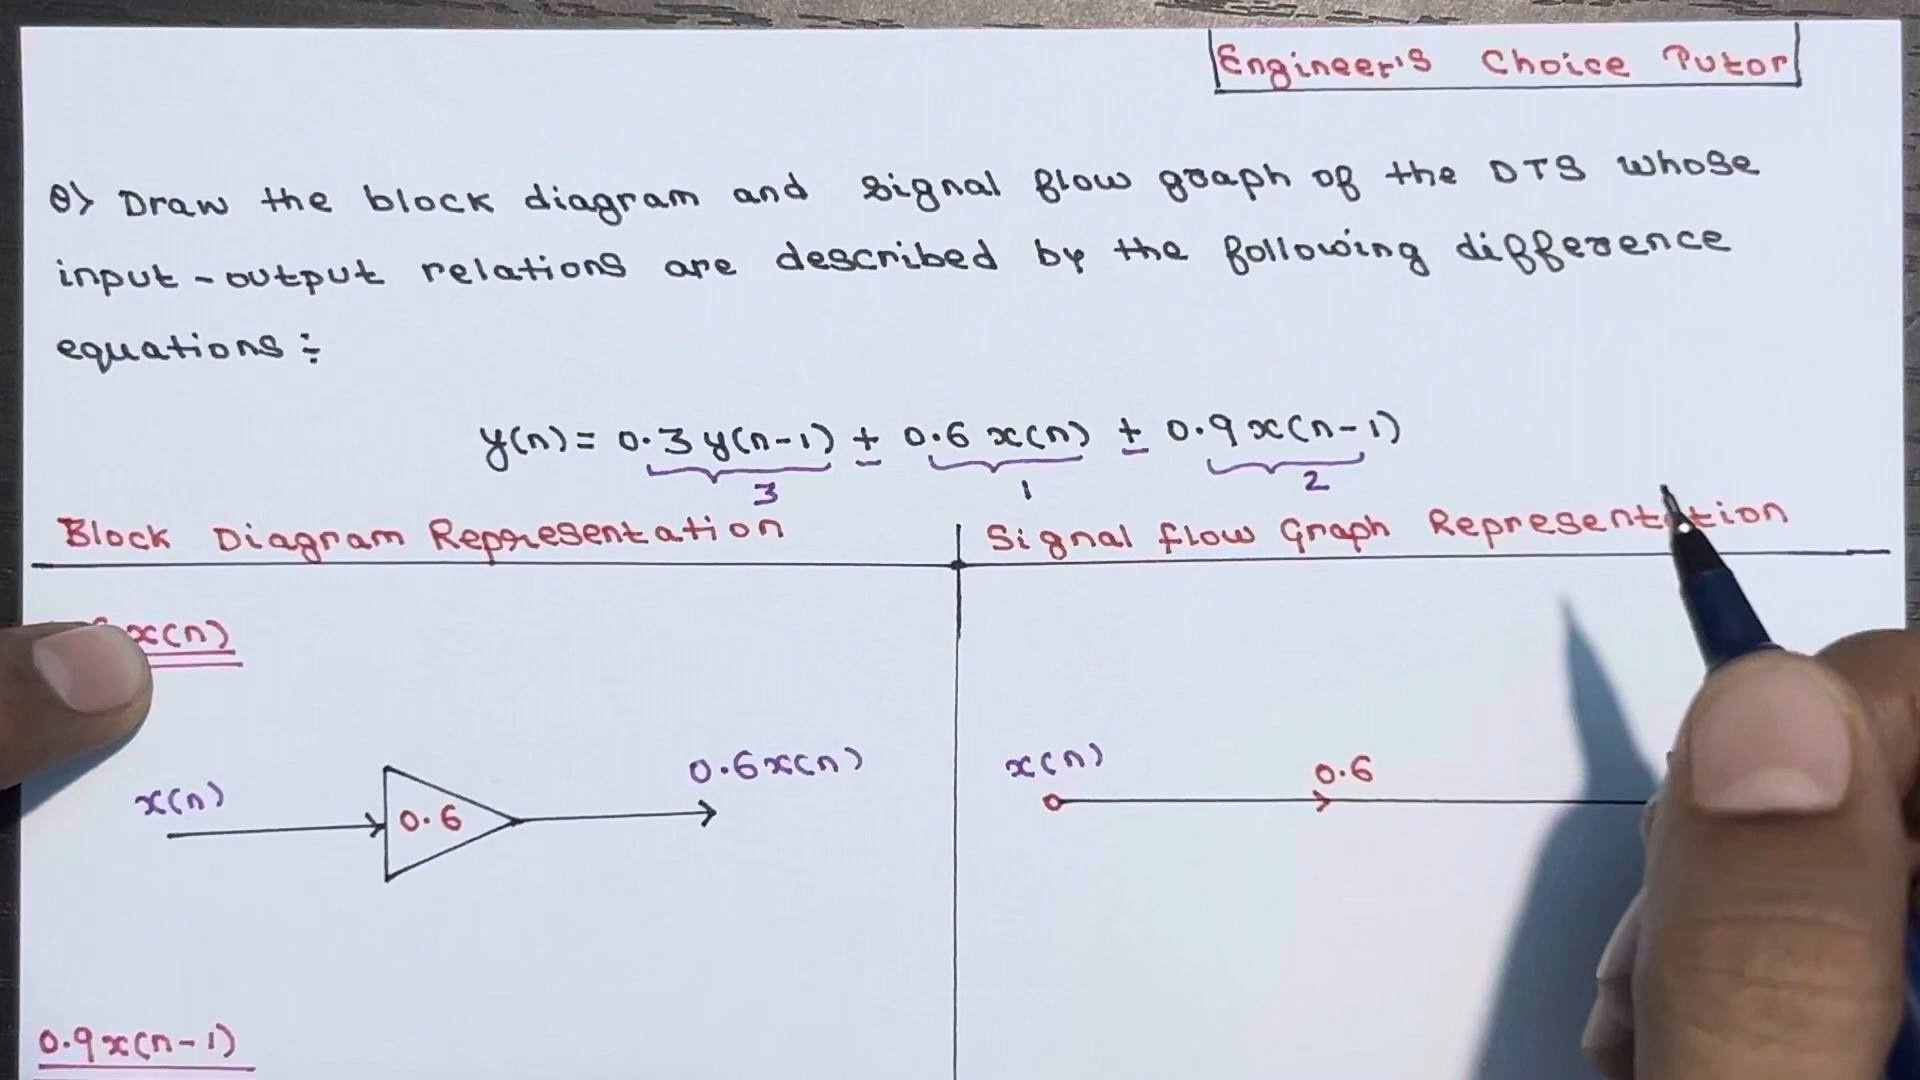 Engineer's Choice Tutor
Q) Draw the block diagram and signal flow graph of the DTS whose
input-output relations are described by the following difference
equations ÷
y(n) = 0.3 y(n-1) + 0.6 x(n) + 0.9 x(n-1)
3 1 2
Block Diagram Representation
Signal flow Graph Representation
x(n)
x(n)
0.6
0.6x(n)
x(n)
0.6
0.9x(n-1)